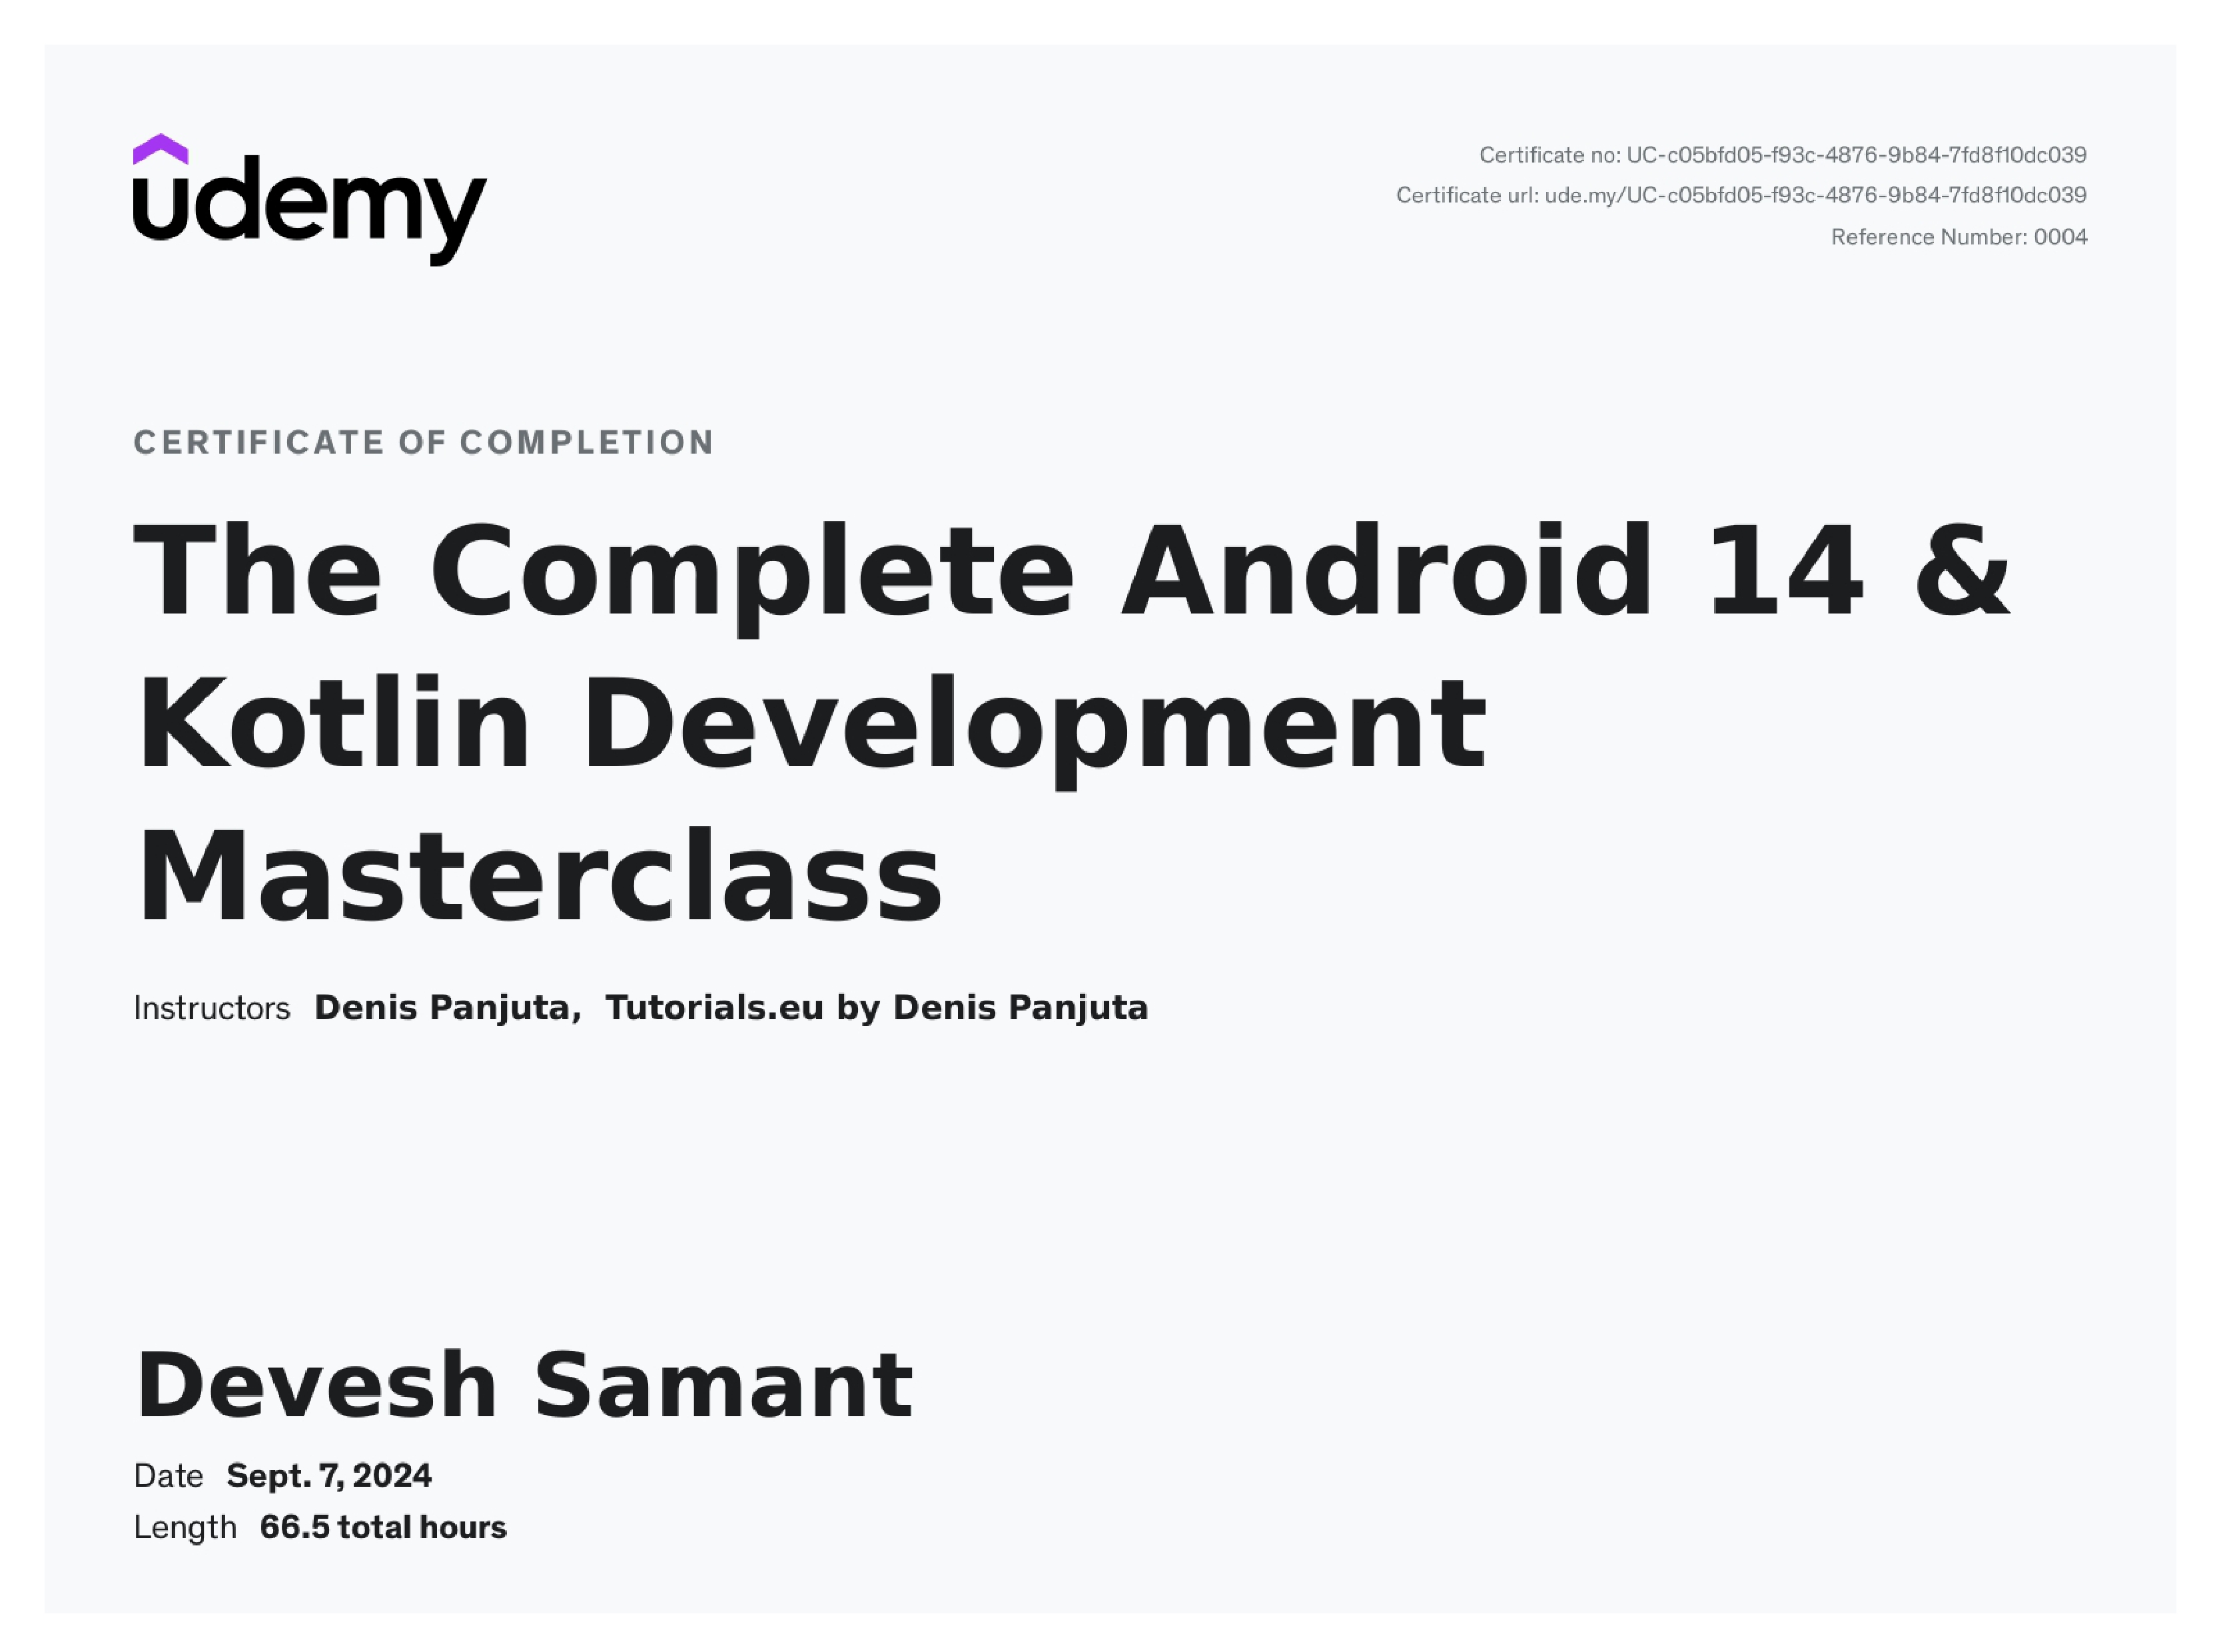 udemy
Certificate no: UC-c05bfd05-f93c-4876-9b84-7fd8f10dc039
Certificate url: ude.my/UC-c05bfd05-f93c-4876-9b84-7fd8f10dc039
Reference Number: 0004
CERTIFICATE OF COMPLETION
The Complete Android 14 &
Kotlin Development
Masterclass
Instructors Denis Panjuta, Tutorials.eu by Denis Panjuta
Devesh Samant
Date Sept. 7, 2024
Length 66.5 total hours